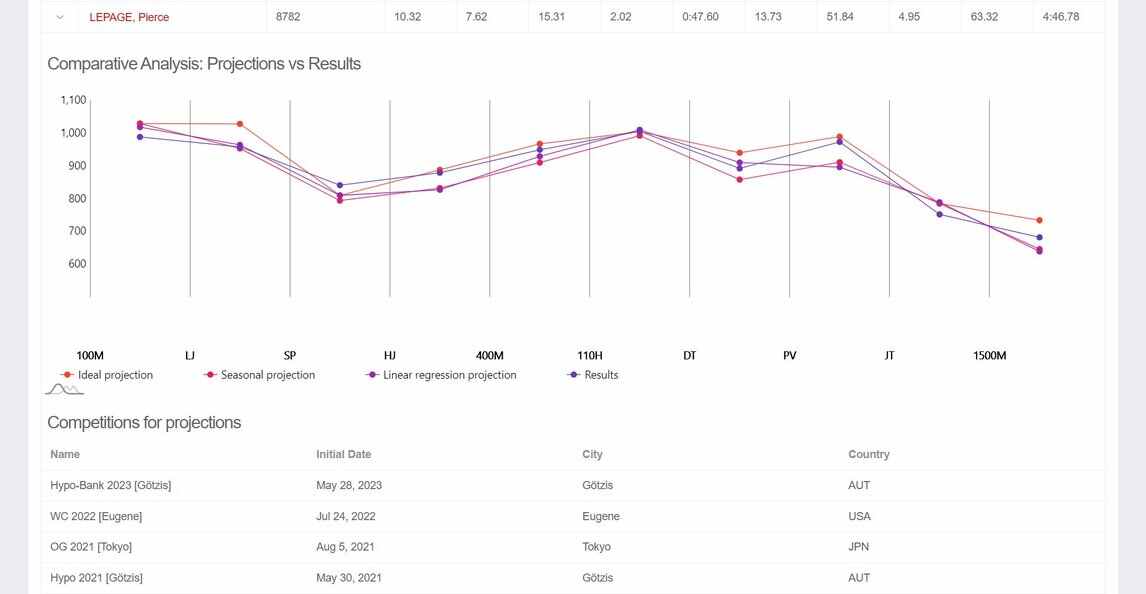 LEPAGE, Pierce 8782 10.32 7.62 15.31 2.02 0:47.60 13.73 51.84 4.95 63.32 4:46.78
Comparative Analysis: Projections vs Results
1,100
1,000
900
800
700
600
100M LJ SP HJ 400M 110H DT PV JT 1500M
Ideal projection Seasonal projection Linear regression projection Results
Competitions for projections
Name Initial Date City Country
Hypo-Bank 2023 [Götzis] May 28, 2023 Götzis AUT
WC 2022 [Eugene] Jul 24, 2022 Eugene USA
OG 2021 [Tokyo] Aug 5, 2021 Tokyo JPN
Hypo 2021 [Götzis] May 30, 2021 Götzis AUT